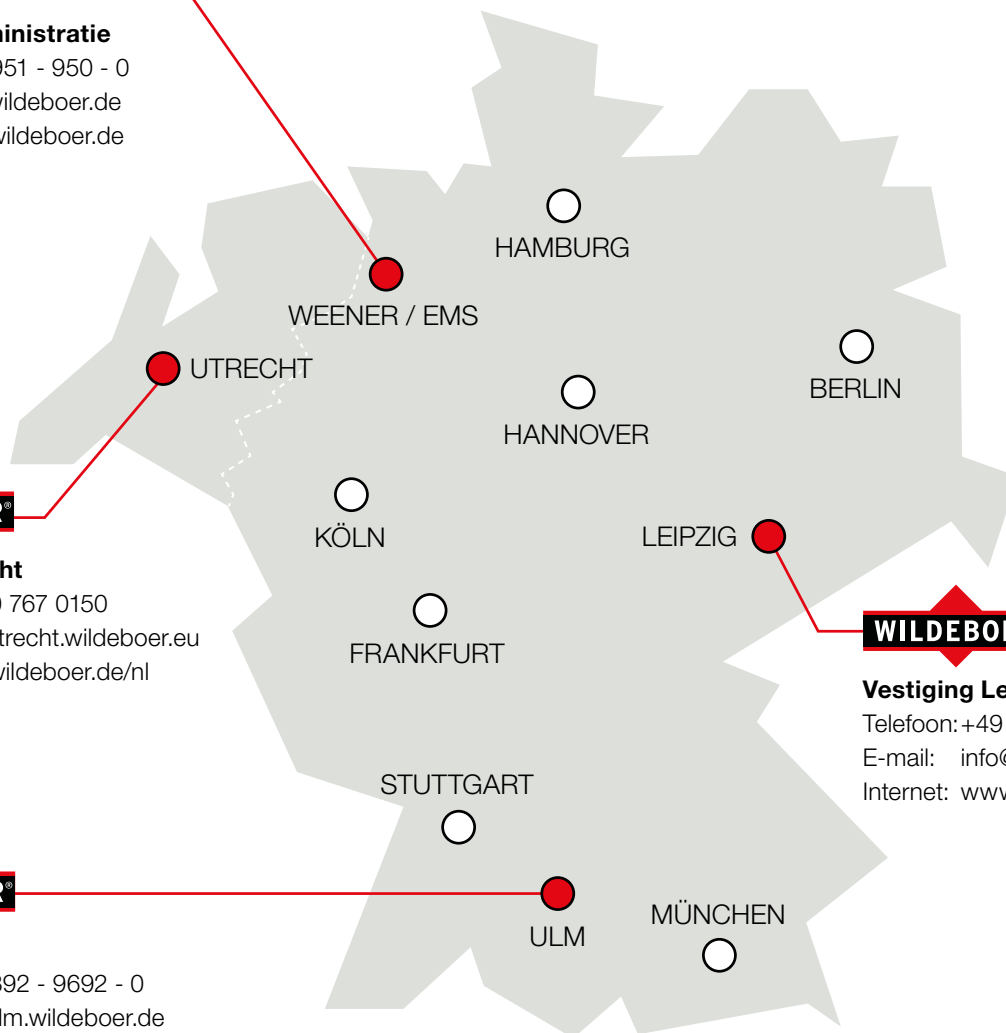 ministratie
951 - 950 - 0
wildeboer.de
wildeboer.de
HAMBURG
WEENER / EMS
UTRECHT
BERLIN
HANNOVER
KÖLN
LEIPZIG
R®
ht
0 767 0150
trecht.wildeboer.eu
wildeboer.de/nl
FRANKFURT
WILDEBO
Vestiging Le
Telefoon: +49
E-mail: info@
Internet: www
STUTTGART
R®
ULM
MÜNCHEN
392 - 9692 - 0
lm.wildeboer.de